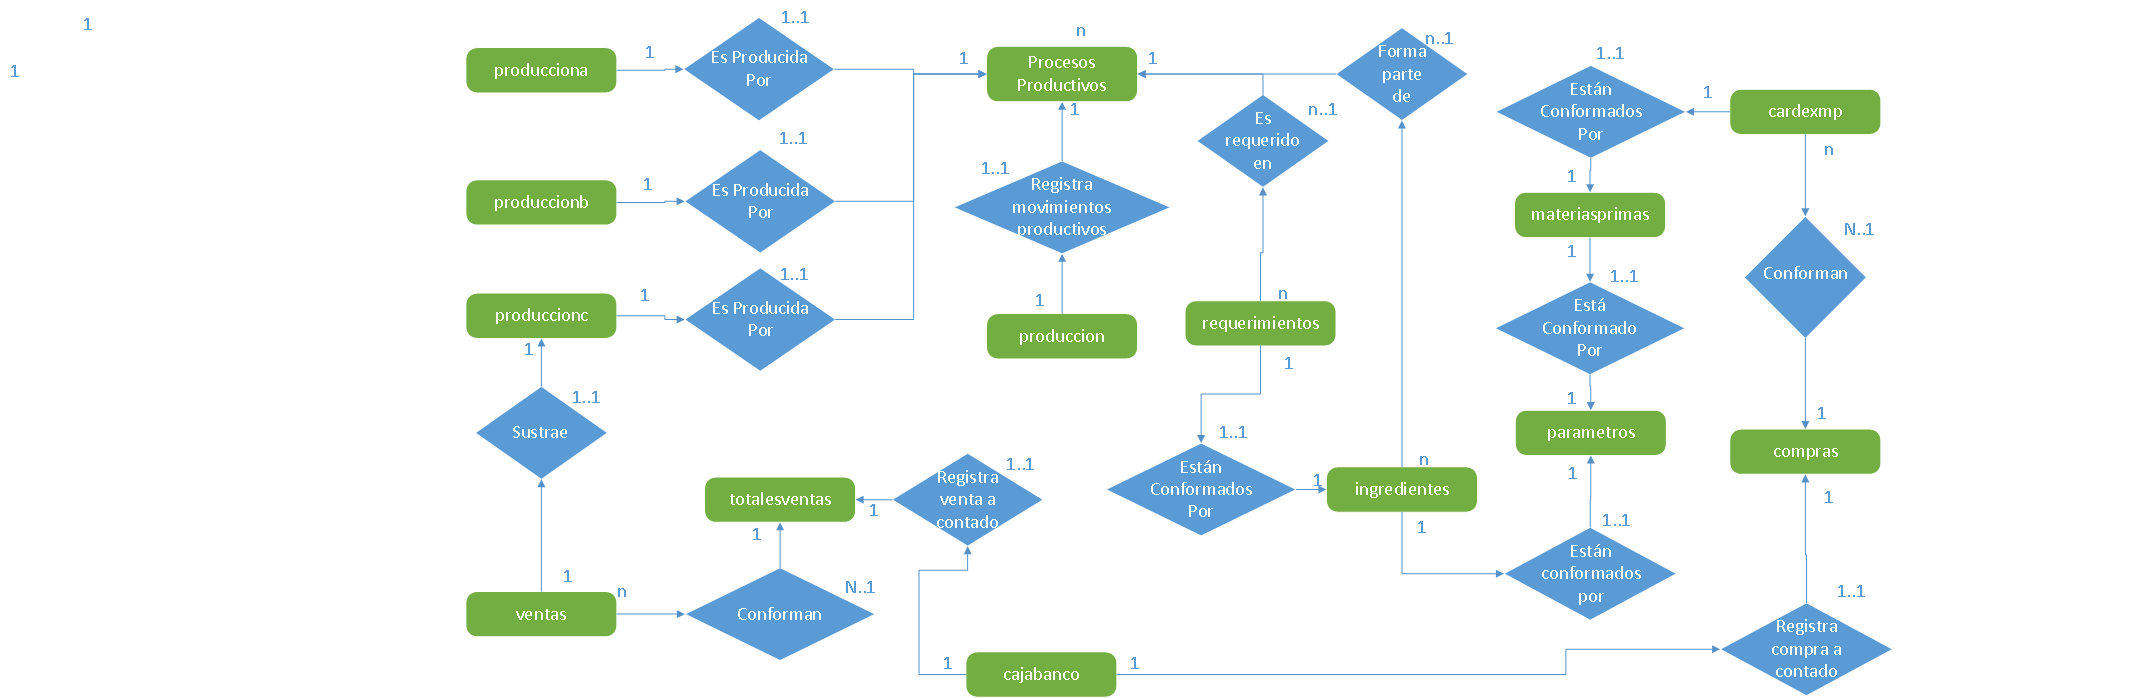 1
1
producciona
1
Es Producida
Por
1..1
1
n
Procesos
Productivos
1
Forma
parte
de
n..1
1..1
Están
Conformados
Por
1
cardexmp
n
produccionb
1
Es Producida
Por
1..1
1
1..1
Registra
movimientos
productivos
1
produccion
Es
requerido
en
n..1
n
requerimientos
1
1
materiasprimas
1
1..1
Está
Conformado
Por
1
parametros
1
N..1
Conforman
1
compras
1
produccionc
1
Es Producida
Por
1..1
1
1..1
Sustrae
1
ventas
n
Conforman
N..1
1
totalesventas
1
Registra
venta a
contado
1..1
1..1
Están
Conformados
Por
1
n
ingredientes
1
1..1
Están
conformados
por
1
cajabanco
1
1..1
Registra
compra a
contado